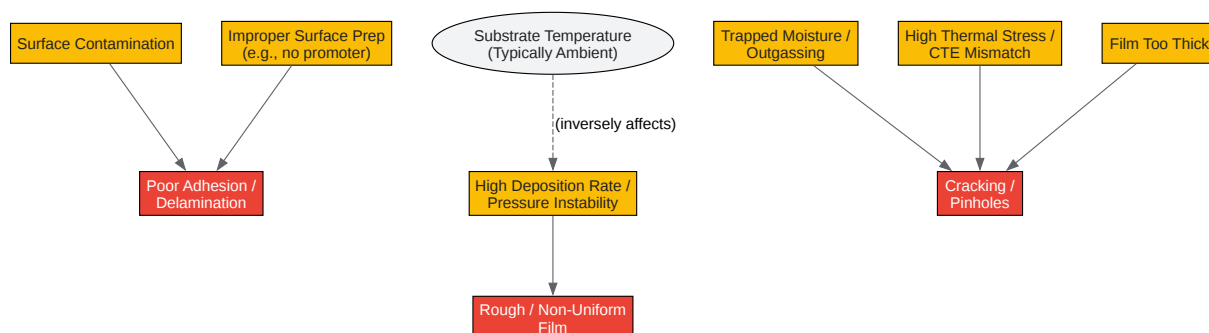 Surface Contamination
Improper Surface Prep
(e.g., no promoter)
Substrate Temperature
(Typically Ambient)
Trapped Moisture /
Outgassing
High Thermal Stress /
CTE Mismatch
Film Too Thick
(inversely affects)
Poor Adhesion /
Delamination
High Deposition Rate /
Pressure Instability
Cracking /
Pinholes
Rough / Non-Uniform
Film